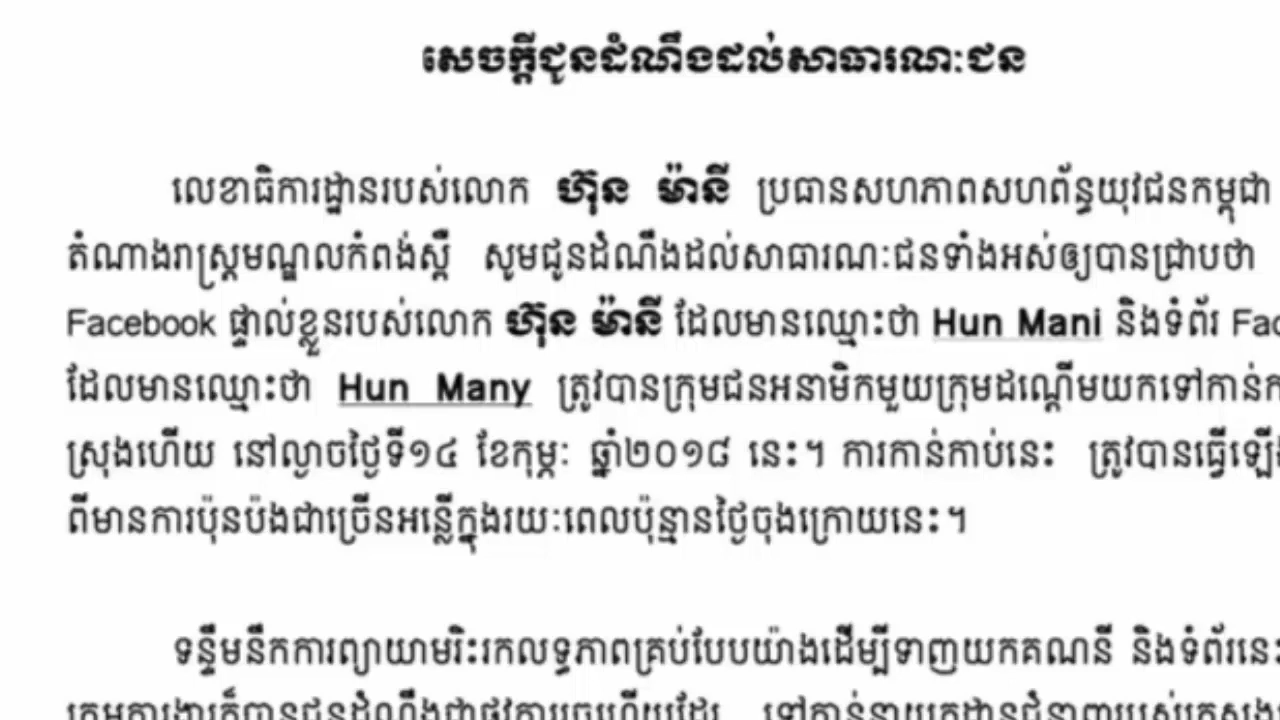 សេចក្តីជូនដំណឹងដល់សាធារណៈជន
លេខាធិការដ្ឋានរបស់លោក ហ៊ុន ម៉ានី ប្រធានសហភាពសហព័ន្ធយុវជនកម្ពុជា
តំណាងរាស្ត្រមណ្ឌលកំពង់ស្ពឺ សូមជូនដំណឹងដល់សាធារណៈជនទាំងអស់ឲ្យបានជ្រាបថា
Facebook ផ្ទាល់ខ្លួនរបស់លោក ហ៊ុន ម៉ានី ដែលមានឈ្មោះថា Hun Mani និងទំព័រ
ដែលមានឈ្មោះថា Hun Many ត្រូវបានក្រុមជនអនាមិកមួយក្រុមដណ្តើមយកទៅកាន់
ស្រុងហើយ នៅល្ងាចថ្ងៃទី១៤ ខែកុម្ភៈ ឆ្នាំ២០១៨ នេះ។ ការកាន់កាប់នេះ ត្រូវបានធ្វើឡើង
ពីមានការប៉ុនប៉ងជាច្រើនអន្លើក្នុងរយៈពេលប៉ុន្មានថ្ងៃចុងក្រោយនេះ។
ទន្ទឹមនឹកការព្យាយាមរិះរកលទ្ធភាពគ្រប់បែបយ៉ាងដើម្បីទាញយកគណនី និងទំព័រនេះ